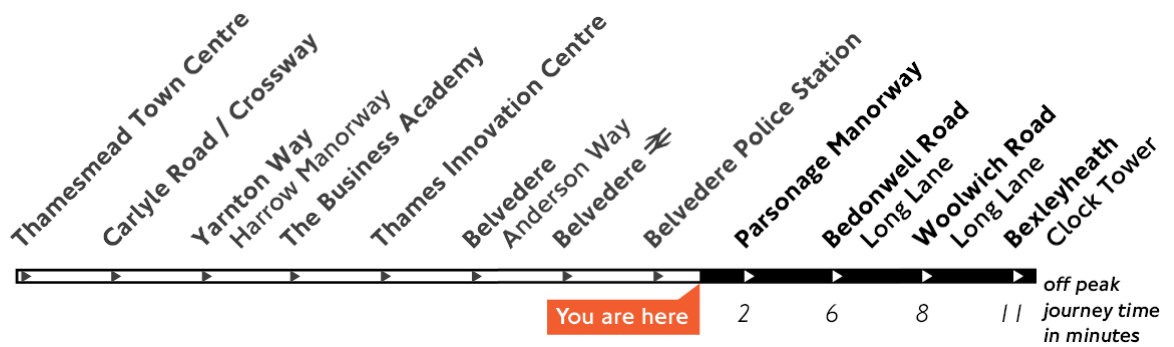 Thamesmead Town Centre
Carlyle Road / Crossway
Yarnton Way
Harrow Manorway
The Business Academy
Thames Innovation Centre
Belvedere
Anderson Way
Belvedere
Belvedere Police Station
Parsonage Manorway
Bedonwell Road
Long Lane
Woolwich Road
Long Lane
Bexleyheath
Clock Tower
You are here
2 6 8 11
off peak
journey time
in minutes